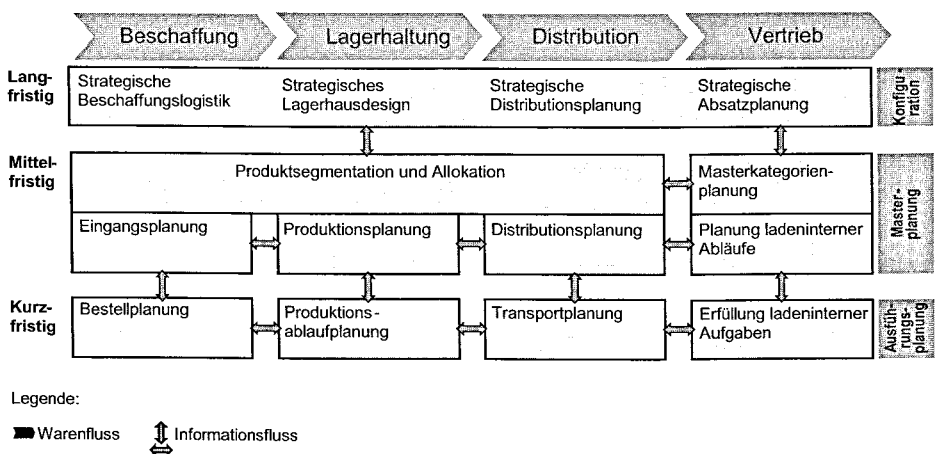 Beschaffung
Lagerhaltung
Distribution
Vertrieb
Lang-
fristig
Strategische
Beschaffungslogistik
Strategisches
Lagerhausdesign
Strategische
Distributionsplanung
Strategische
Absatzplanung
Konfigu-
ration
Mittel-
fristig
Produktsegmentation und Allokation
Masterkategorien-
planung
Eingangsplanung
Produktionsplanung
Distributionsplanung
Planung ladeninterner
Abläufe
Master-
planung
Kurz-
fristig
Bestellplanung
Produktions-
ablaufplanung
Transportplanung
Erfüllung ladeninterner
Aufgaben
Ausfüh-
rungs-
planung
Legende:
Warenfluss
Informationsfluss